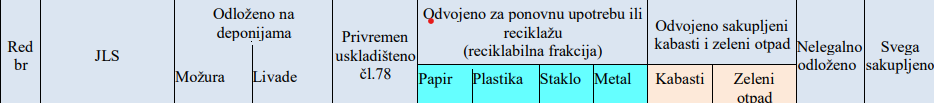 Red
br
JLS
Odloženo na
deponijama
Možura
Livade
Privremen
uskladišteno
čl.78
Odvojeno za ponovnu upotrebu ili
reciklažu
(reciklabilna frakcija)
Papir
Plastika
Staklo
Metal
Odvojeno sakupljeni
kabasti i zeleni otpad
Kabasti
Zeleni
otpad
Nelegalno
odloženo
Svega
sakupljeno